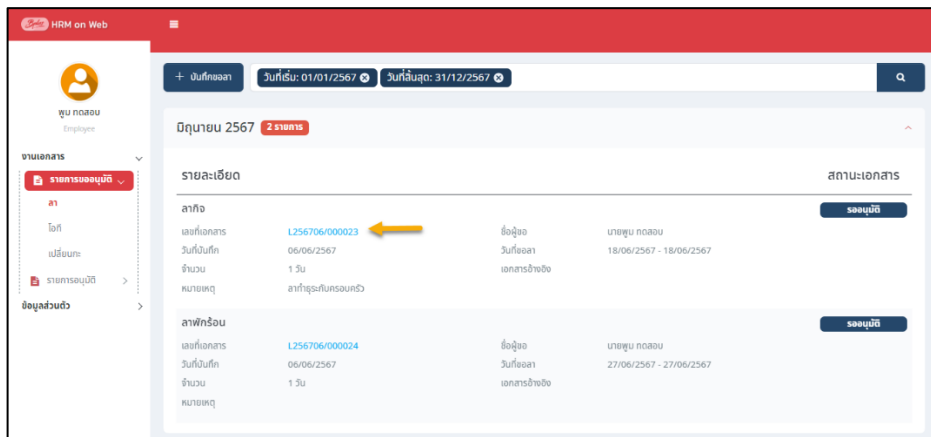 HRM on Web
พูม ทดสอบ
Employee
งานเอกสาร
รายการขออนุมัติ
ลา
โอที
เปลี่ยนกะ
รายการอนุมัติ
ข้อมูลส่วนตัว
+ บันทึกขอลา วันที่เริ่ม: 01/01/2567 วันที่สิ้นสุด: 31/12/2567
มิถุนายน 2567 2 รายการ
รายละเอียด สถานะเอกสาร
ลากิจ รออนุมัติ
เลขที่เอกสาร L256706/000023 ชื่อผู้ขอ นายพูม ทดสอบ
วันที่บันทึก 06/06/2567 วันที่ขอลา 18/06/2567 - 18/06/2567
จำนวน 1 วัน เอกสารอ้างอิง
หมายเหตุ ลาทำธุระกับครอบครัว
ลาพักร้อน รออนุมัติ
เลขที่เอกสาร L256706/000024 ชื่อผู้ขอ นายพูม ทดสอบ
วันที่บันทึก 06/06/2567 วันที่ขอลา 27/06/2567 - 27/06/2567
จำนวน 1 วัน เอกสารอ้างอิง
หมายเหตุ